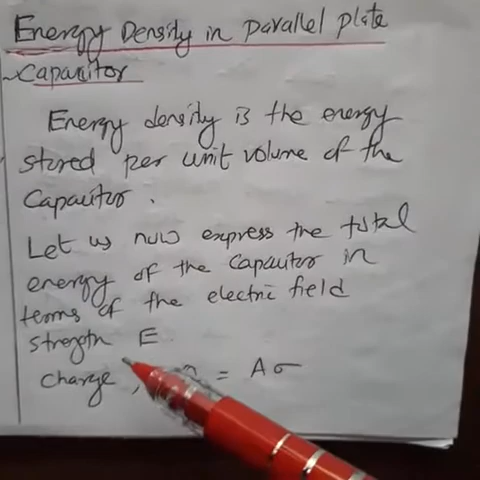 Energy Density in parallel plate
Capacitor
Energy density is the energy
stored per unit volume of the
Capacitor.
Let us now express the total
energy of the capacitor in
terms of the electric field
strength E.
charge, = Aσ